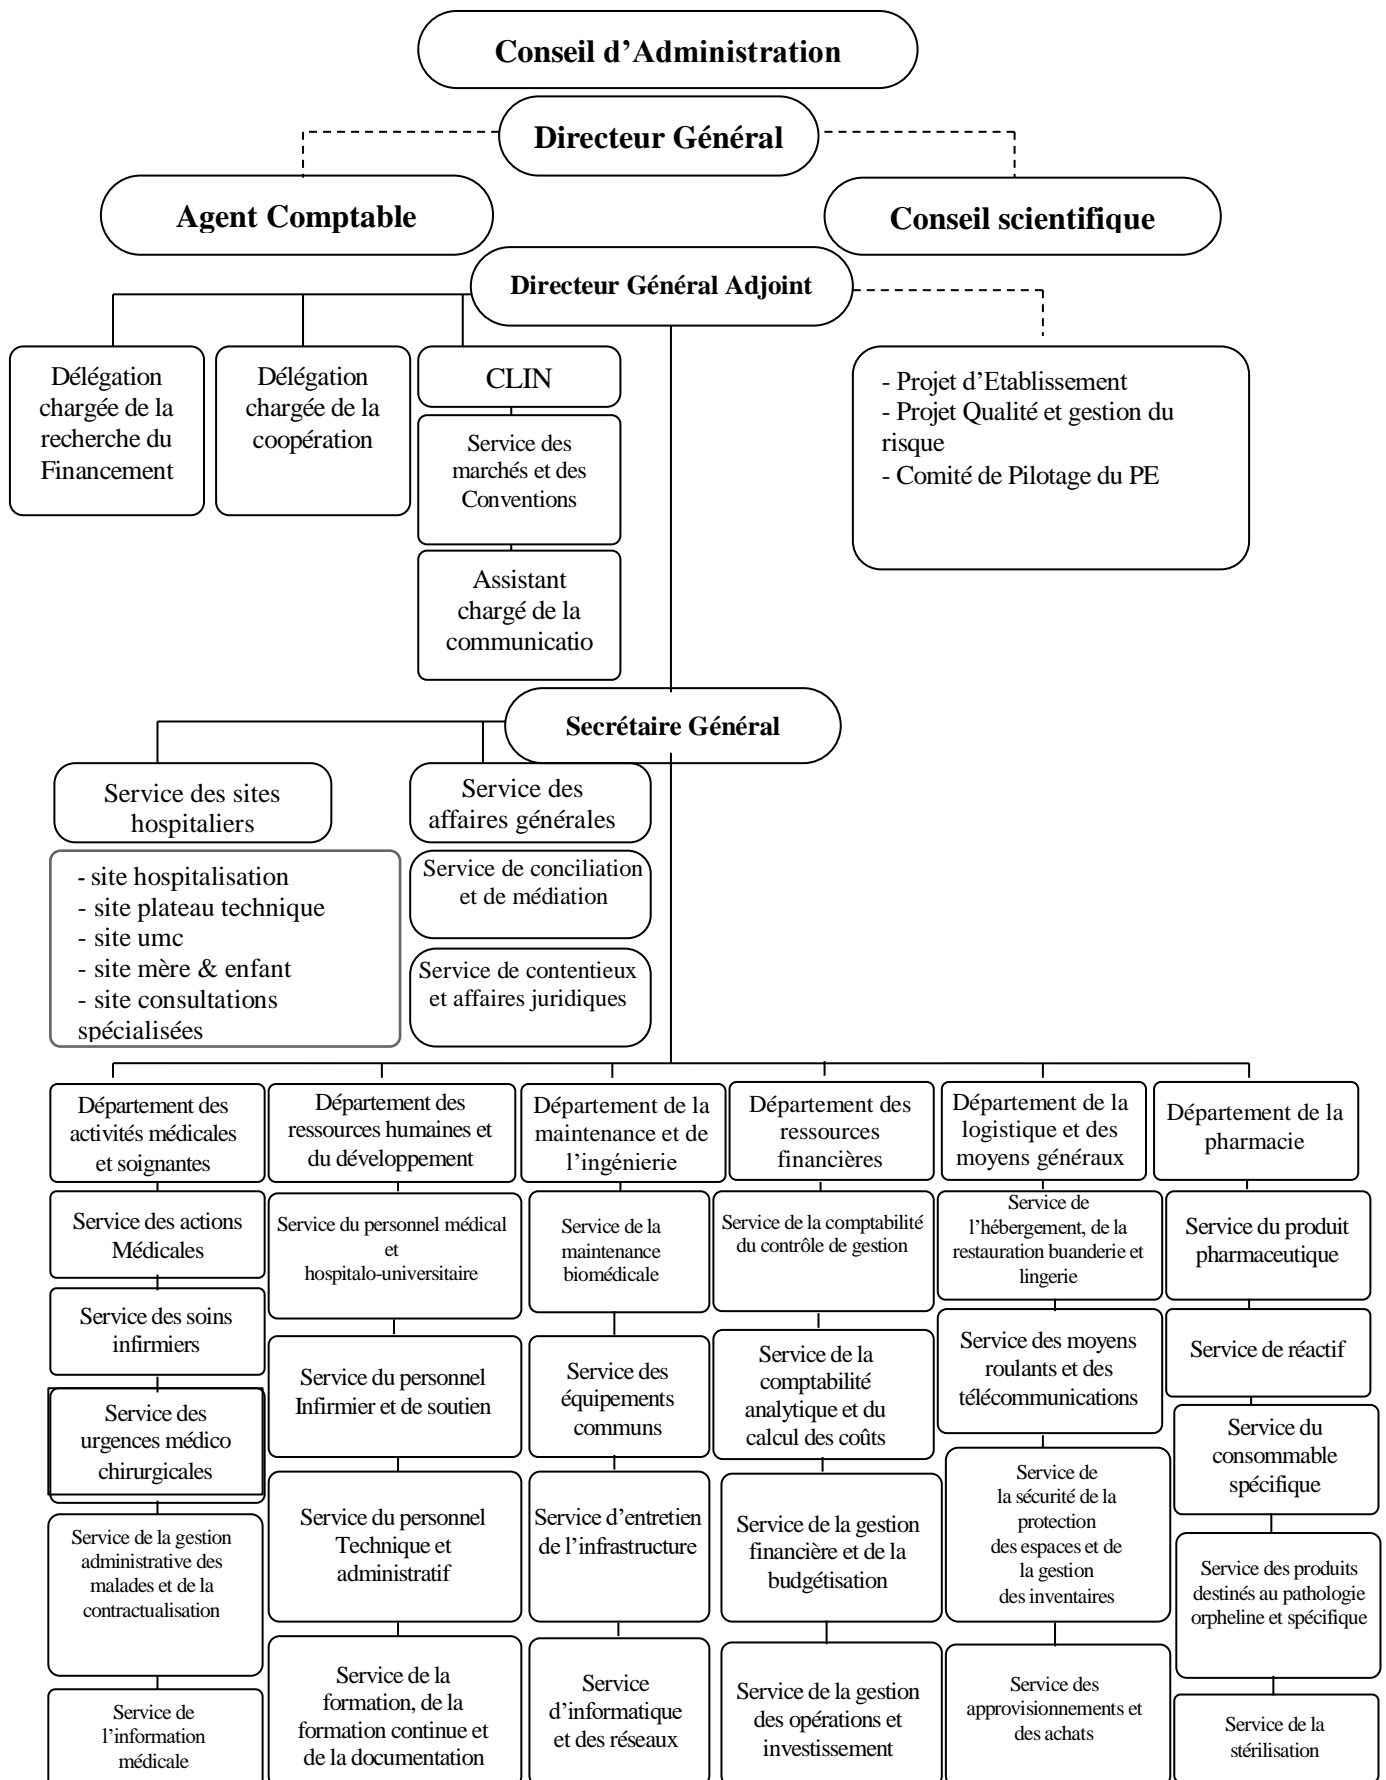 Conseil d’Administration
Directeur Général
Agent Comptable
Conseil scientifique
Directeur Général Adjoint
Délégation
chargée de la
recherche du
Financement
Délégation
chargée de la
coopération
CLIN
Service des
marchés et des
Conventions
Assistant
chargé de la
communicatio
- Projet d’Etablissement
- Projet Qualité et gestion du
risque
- Comité de Pilotage du PE
Secrétaire Général
Service des sites
hospitaliers
- site hospitalisation
- site plateau technique
- site umc
- site mère & enfant
- site consultations
spécialisées
Service des
affaires générales
Service de conciliation
et de médiation
Service de contentieux
et affaires juridiques
Département des
activités médicales
et soignantes
Service des actions
Médicales
Service des soins
infirmiers
Service des
urgences médico
chirurgicales
Service de la gestion
administrative des
malades et de la
contractualisation
Service de
l’information
médicale
Département des
ressources humaines et
du développement
Service du personnel médical
et
hospitalo-universitaire
Service du personnel
Infirmier et de soutien
Service du personnel
Technique et
administratif
Service de la
formation, de la
formation continue et
de la documentation
Département de la
maintenance et de
l’ingénierie
Service de la
maintenance
biomédicale
Service des
équipements
communs
Service d’entretien
de l’infrastructure
Service
d’informatique
et des réseaux
Département des
ressources
financières
Service de la comptabilité
du contrôle de gestion
Service de la
comptabilité
analytique et du
calcul des coûts
Service de la gestion
financière et de la
budgétisation
Service de la gestion
des opérations et
investissement
Département de la
logistique et des
moyens généraux
Service de
l’hébergement, de la
restauration buanderie et
lingerie
Service des moyens
roulants et des
télécommunications
Service de
la sécurité de la
protection
des espaces et de
la gestion
des inventaires
Service des
approvisionnements et
des achats
Département de la
pharmacie
Service du produit
pharmaceutique
Service de réactif
Service du
consommable
spécifique
Service des produits
destinés au pathologie
orpheline et spécifique
Service de la
stérilisation